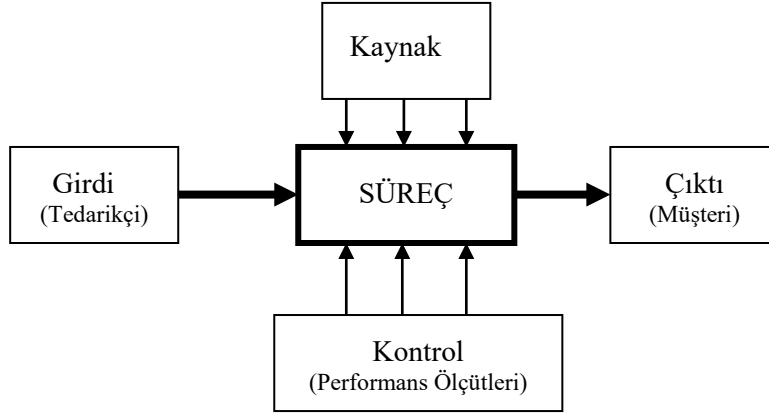 Kaynak
Girdi
(Tedarikçi)
SÜREÇ
Çıktı
(Müşteri)
Kontrol
(Performans Ölçütleri)